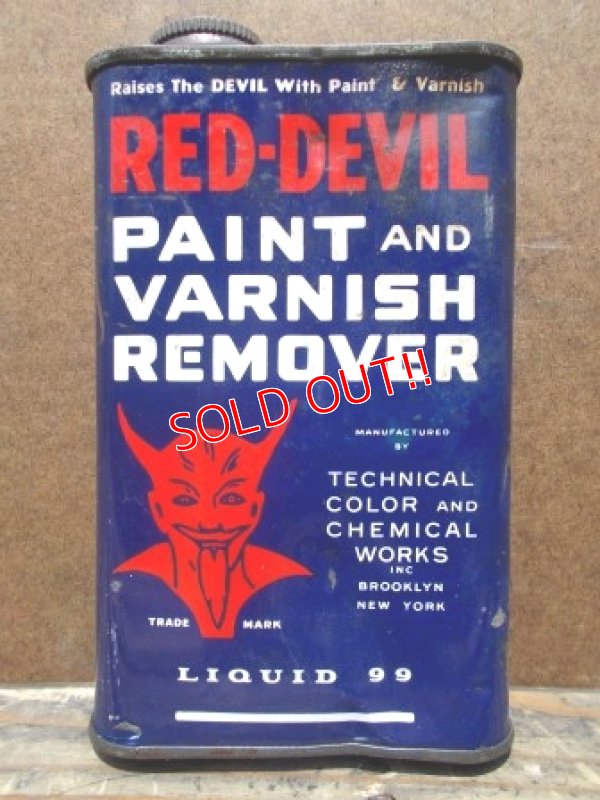 Raises The DEVIL With Paint & Varnish
RED-DEVIL
PAINT AND
VARNISH
REMOVER
SOLD OUT!!
MANUFACTURED
BY
TECHNICAL
COLOR AND
CHEMICAL
WORKS
INC
BROOKLYN
NEW YORK
TRADE MARK
LIQUID 99